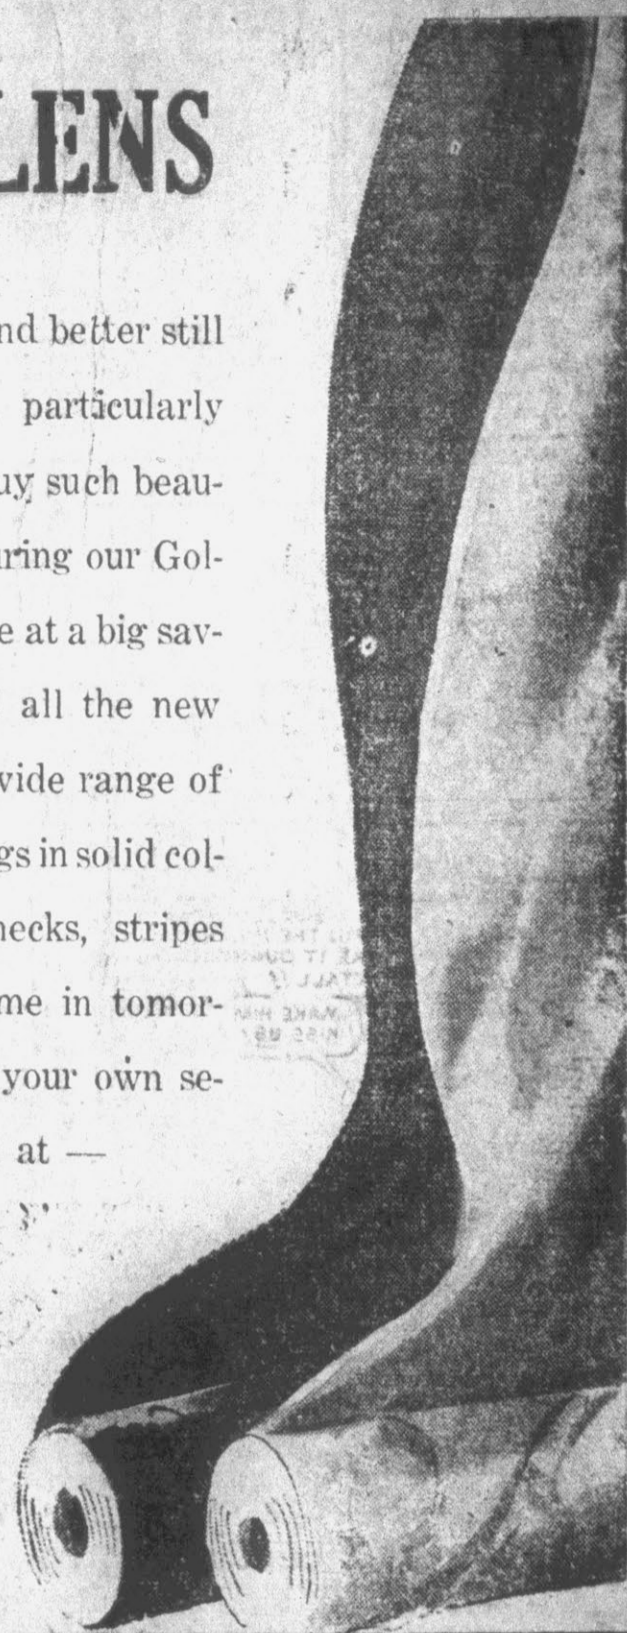 LENS
nd better still
particularly
uy such beau-
uring our Gol-
e at a big sav-
all the new
wide range of
gs in solid col-
hecks, stripes
me in tomor-
your own se-
at —